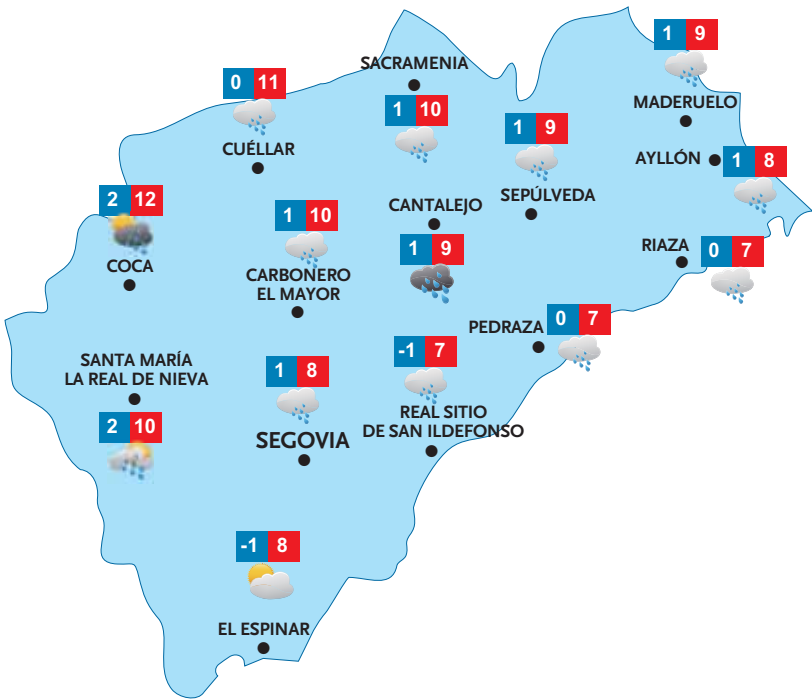 1 9
MADERUELO
SACRAMENIA
1 10
0 11
CUÉLLAR
1 9
SEPÚLVEDA
AYLLÓN
1 8
2 12
COCA
1 10
CARBONERO
EL MAYOR
CANTALEJO
1 9
RIAZA
0 7
PEDRAZA
0 7
SANTA MARÍA
LA REAL DE NIEVA
2 10
1 8
SEGOVIA
-1 7
REAL SITIO
DE SAN ILDEFONSO
-1 8
EL ESPINAR